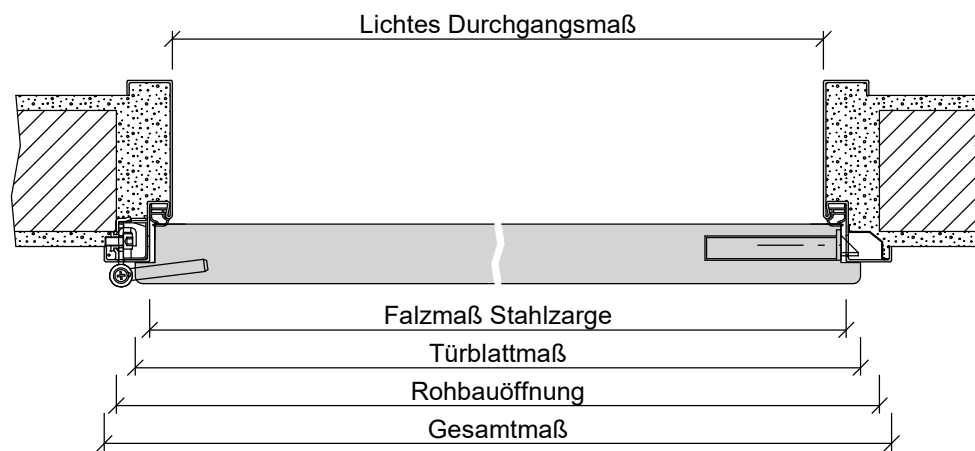 Lichtes Durchgangsmaß
Falzmaß Stahlzarge
Türblattmaß
Rohbauöffnung
Gesamtmaß